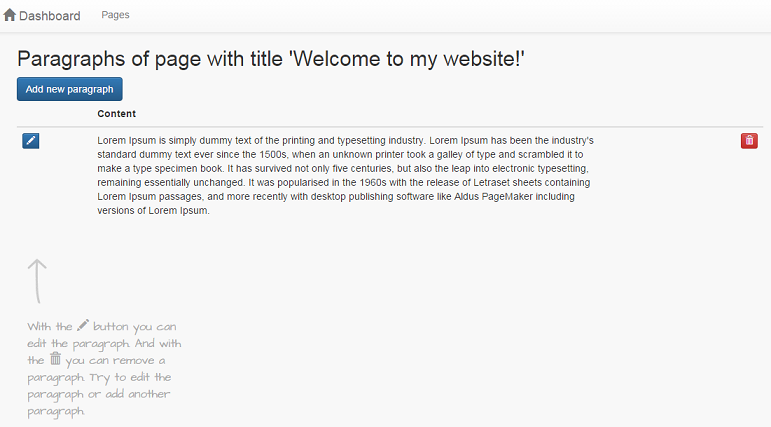 Dashboard Pages
Paragraphs of page with title 'Welcome to my website!'
Add new paragraph
Content
Lorem Ipsum is simply dummy text of the printing and typesetting industry. Lorem Ipsum has been the industry's
standard dummy text ever since the 1500s, when an unknown printer took a galley of type and scrambled it to
make a type specimen book. It has survived not only five centuries, but also the leap into electronic typesetting,
remaining essentially unchanged. It was popularised in the 1960s with the release of Letraset sheets containing
Lorem Ipsum passages, and more recently with desktop publishing software like Aldus PageMaker including
versions of Lorem Ipsum.
With the button you can
edit the paragraph. And with
the you can remove a
paragraph. Try to edit the
paragraph or add another
paragraph.